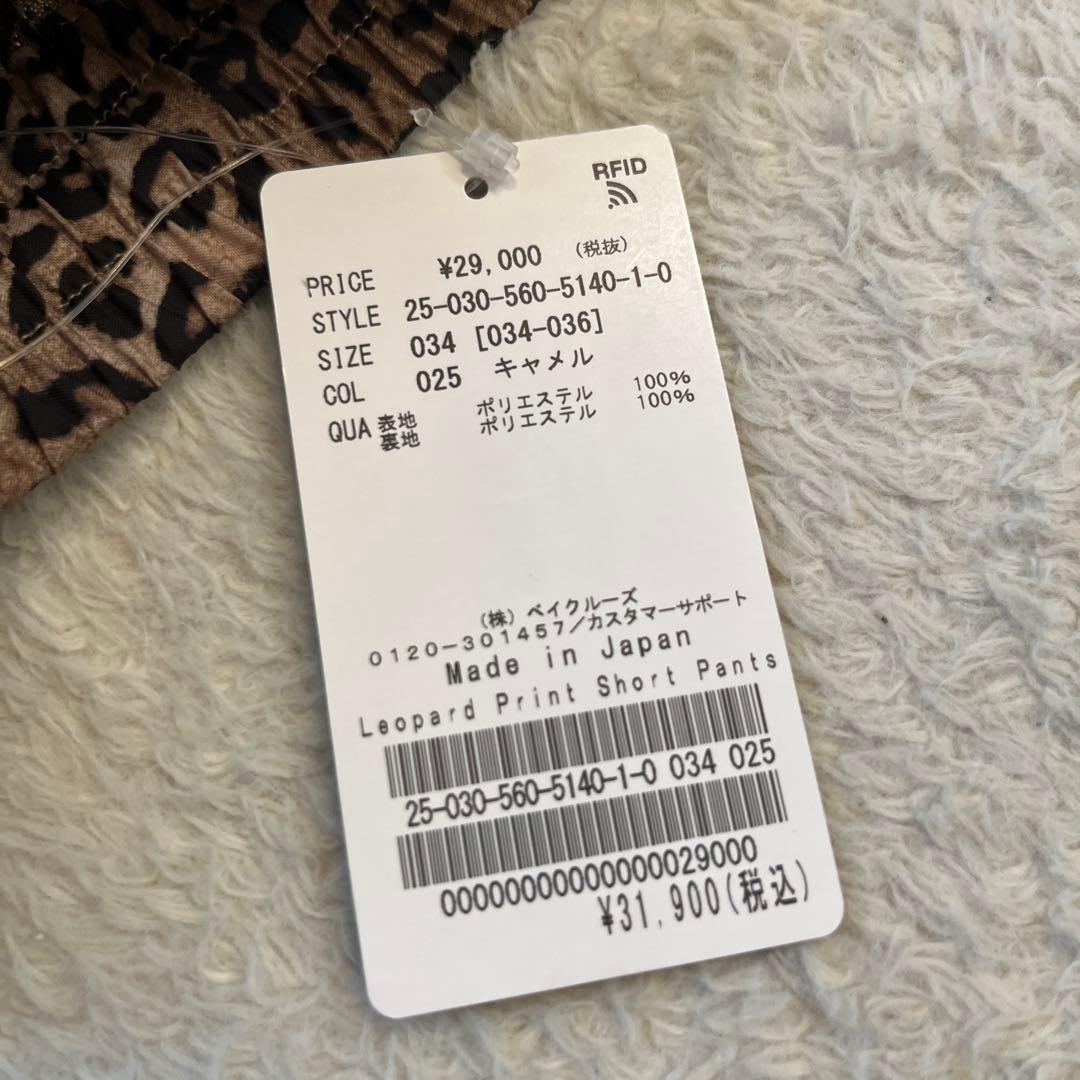 RFID
PRICE ¥29,000 (税抜)
STYLE 25-030-560-5140-1-0
SIZE 034 [034-036]
COL 025 キャメル
QUA 表地 ポリエステル 100%
裏地 ポリエステル 100%
(株) ベイクルーズ
0120-301457/カスタマーサポート
Made in Japan
Leopard Print Short Pants
25-030-560-5140-1-0 034 025
0000000000000029000
¥31,900(税込)